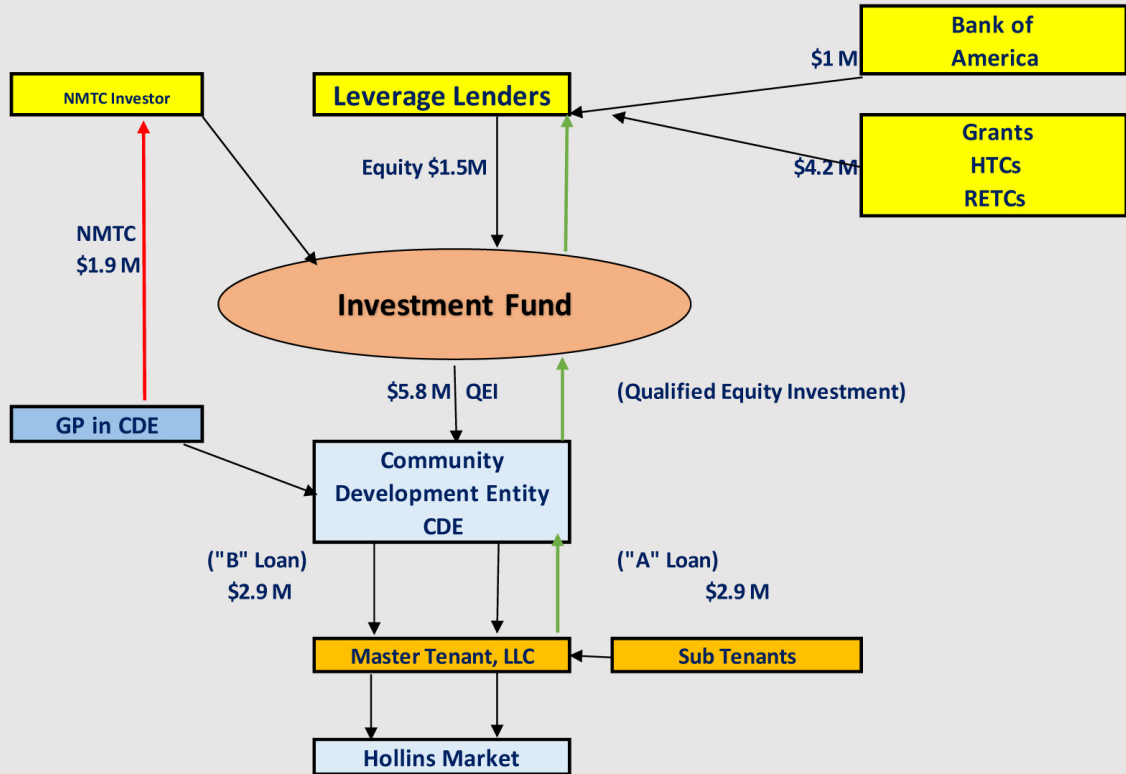 Bank of
America
$1 M
NMTC Investor
Leverage Lenders
Grants
HTCs
RETCs
$4.2 M
Equity $1.5M
NMTC
$1.9 M
Investment Fund
$5.8 M QEI
(Qualified Equity Investment)
GP in CDE
Community
Development Entity
CDE
("B" Loan)
$2.9 M
("A" Loan)
$2.9 M
Master Tenant, LLC
Sub Tenants
Hollins Market